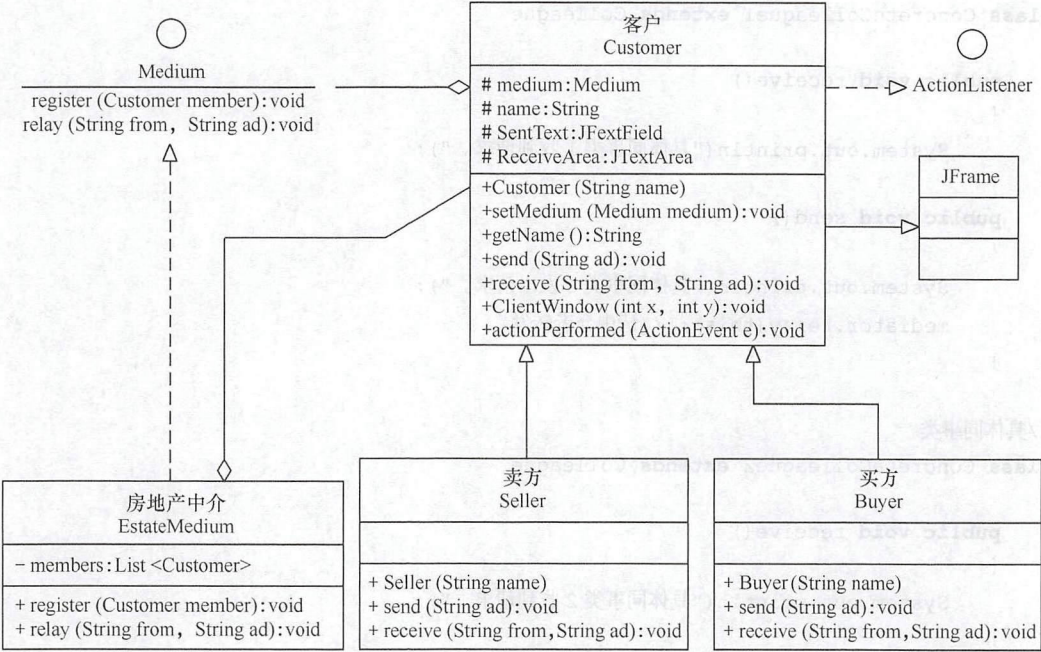 Medium
register (Customer member):void
relay (String from, String ad):void
客户
Customer
# medium:Medium
# name:String
# SentText:JFextField
# ReceiveArea:JTextArea
+Customer (String name)
+setMedium (Medium medium):void
+getName ():String
+send (String ad):void
+receive (String from, String ad):void
+ClientWindow (int x, int y):void
+actionPerformed (ActionEvent e):void
ActionListener
JFrame
房地产中介
EstateMedium
− members:List <Customer>
+ register (Customer member):void
+ relay (String from, String ad):void
卖方
Seller
+ Seller (String name)
+ send (String ad):void
+ receive (String from,String ad):void
买方
Buyer
+ Buyer (String name)
+ send (String ad):void
+ receive (String from,String ad):void